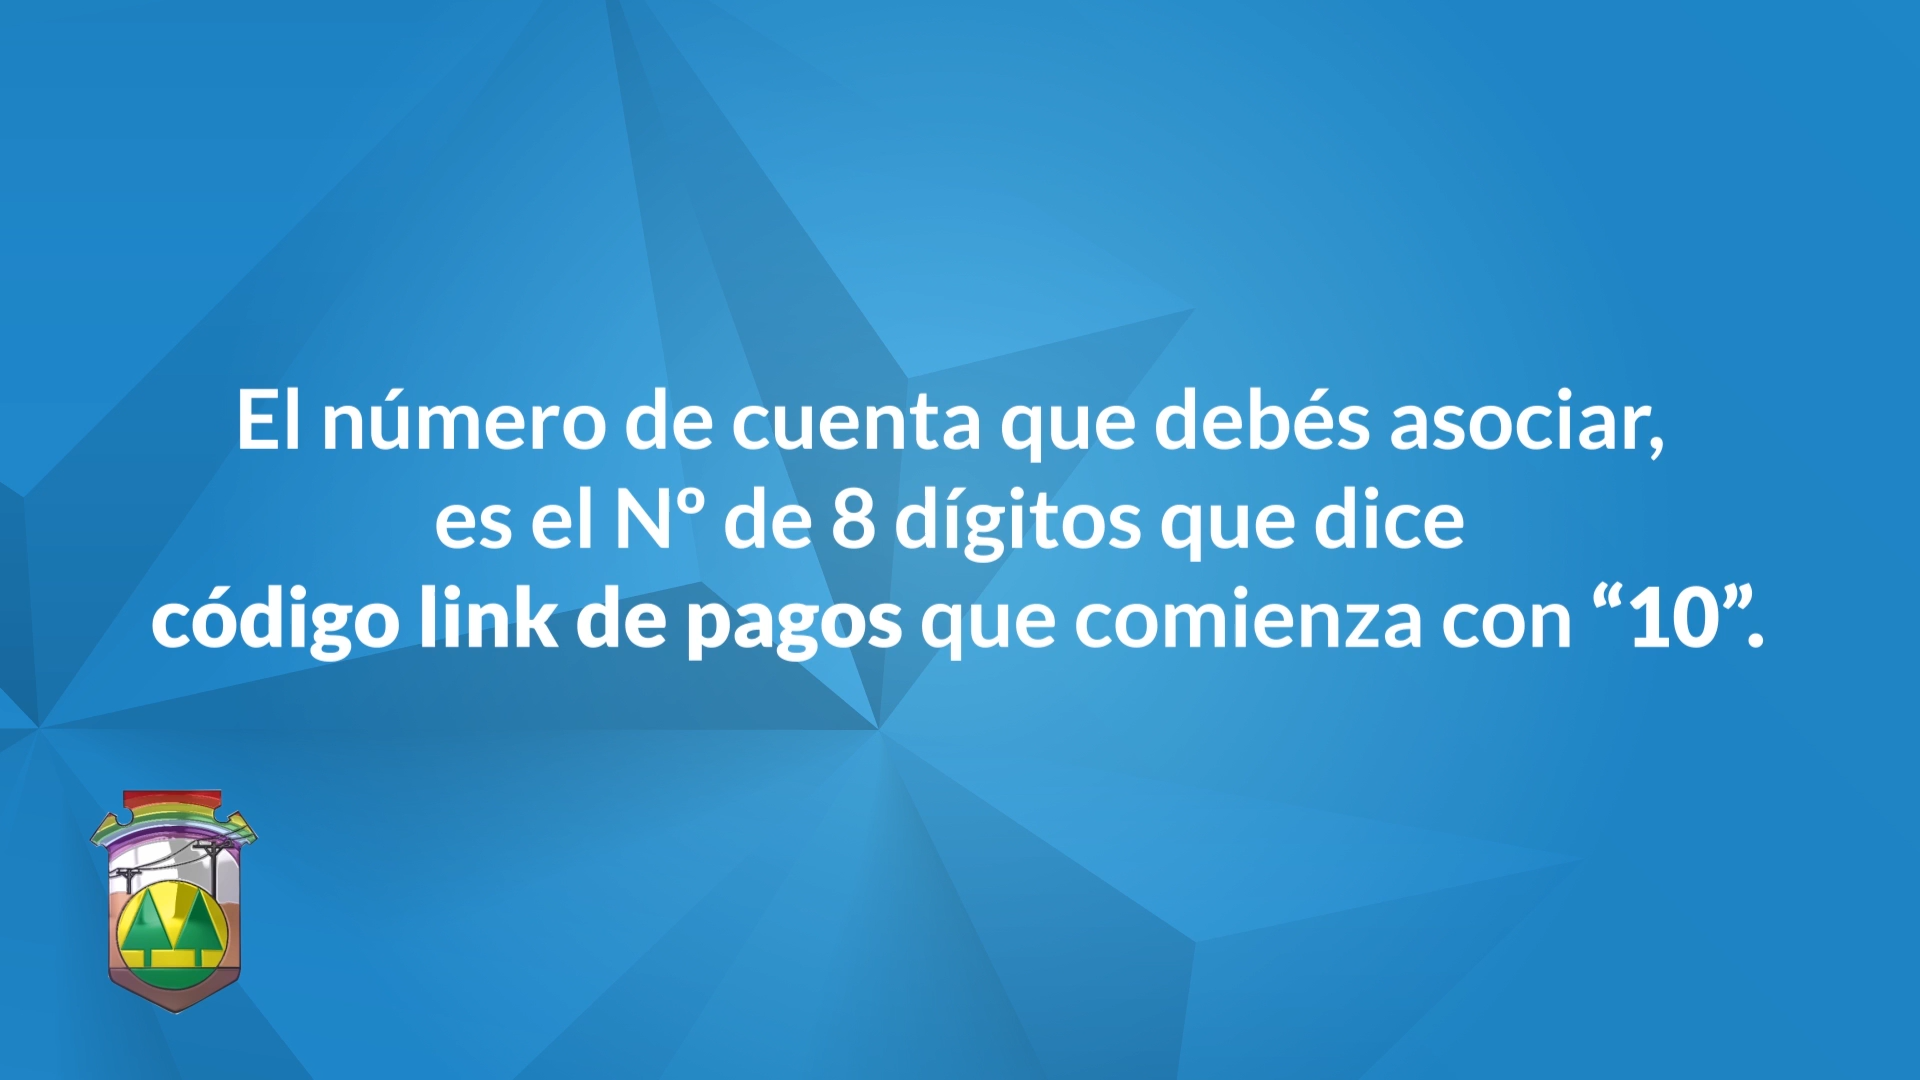 El número de cuenta que debés asociar,
es el Nº de 8 dígitos que dice
código link de pagos que comienza con “10”.